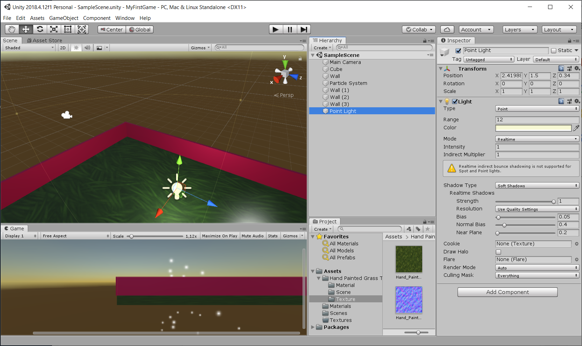 Unity 2018.4.12f1 Personal - SampleScene.unity - MyFirstGame - PC, Mac & Linux Standalone <DX11>
File Edit Assets GameObject Component Window Help
Center Global Collab Account Layers Layout
Scene Asset Store
Shaded 2D Gizmos All
y
x
z
Persp
Game
Display 1 Free Aspect Scale 1.12x Maximize On Play Mute Audio Stats Gizmos
Hierarchy
Create All
SampleScene
Main Camera
Cube
Wall
Particle System
Wall (1)
Wall (2)
Wall (3)
Point Light
Project
Create
Favorites
All Materials
All Models
All Prefabs
Assets
Hand Painted Grass T
Material
Scene
Texture
Materials
Scenes
Textures
Packages
Assets Hand Pain
Hand_Paint...
Hand_Paint...
Inspector
Point Light Static
Tag Untagged Layer Default
Transform
Position X Y 1.5 Z 0.34
Rotation X 0 Y 0 Z 0
Scale X 1 Y 1 Z 1
Light
Type Point
Range 12
Color
Mode Realtime
Intensity 1
Indirect Multiplier 1
Realtime indirect bounce shadowing is not supported for
Spot and Point lights.
Shadow Type Soft Shadows
Realtime Shadows
Strength 1
Resolution Use Quality Settings
Bias 0.05
Normal Bias 0.4
Near Plane 0.2
Cookie None (Texture)
Draw Halo
Flare None (Flare)
Render Mode Auto
Culling Mask Everything
Add Component